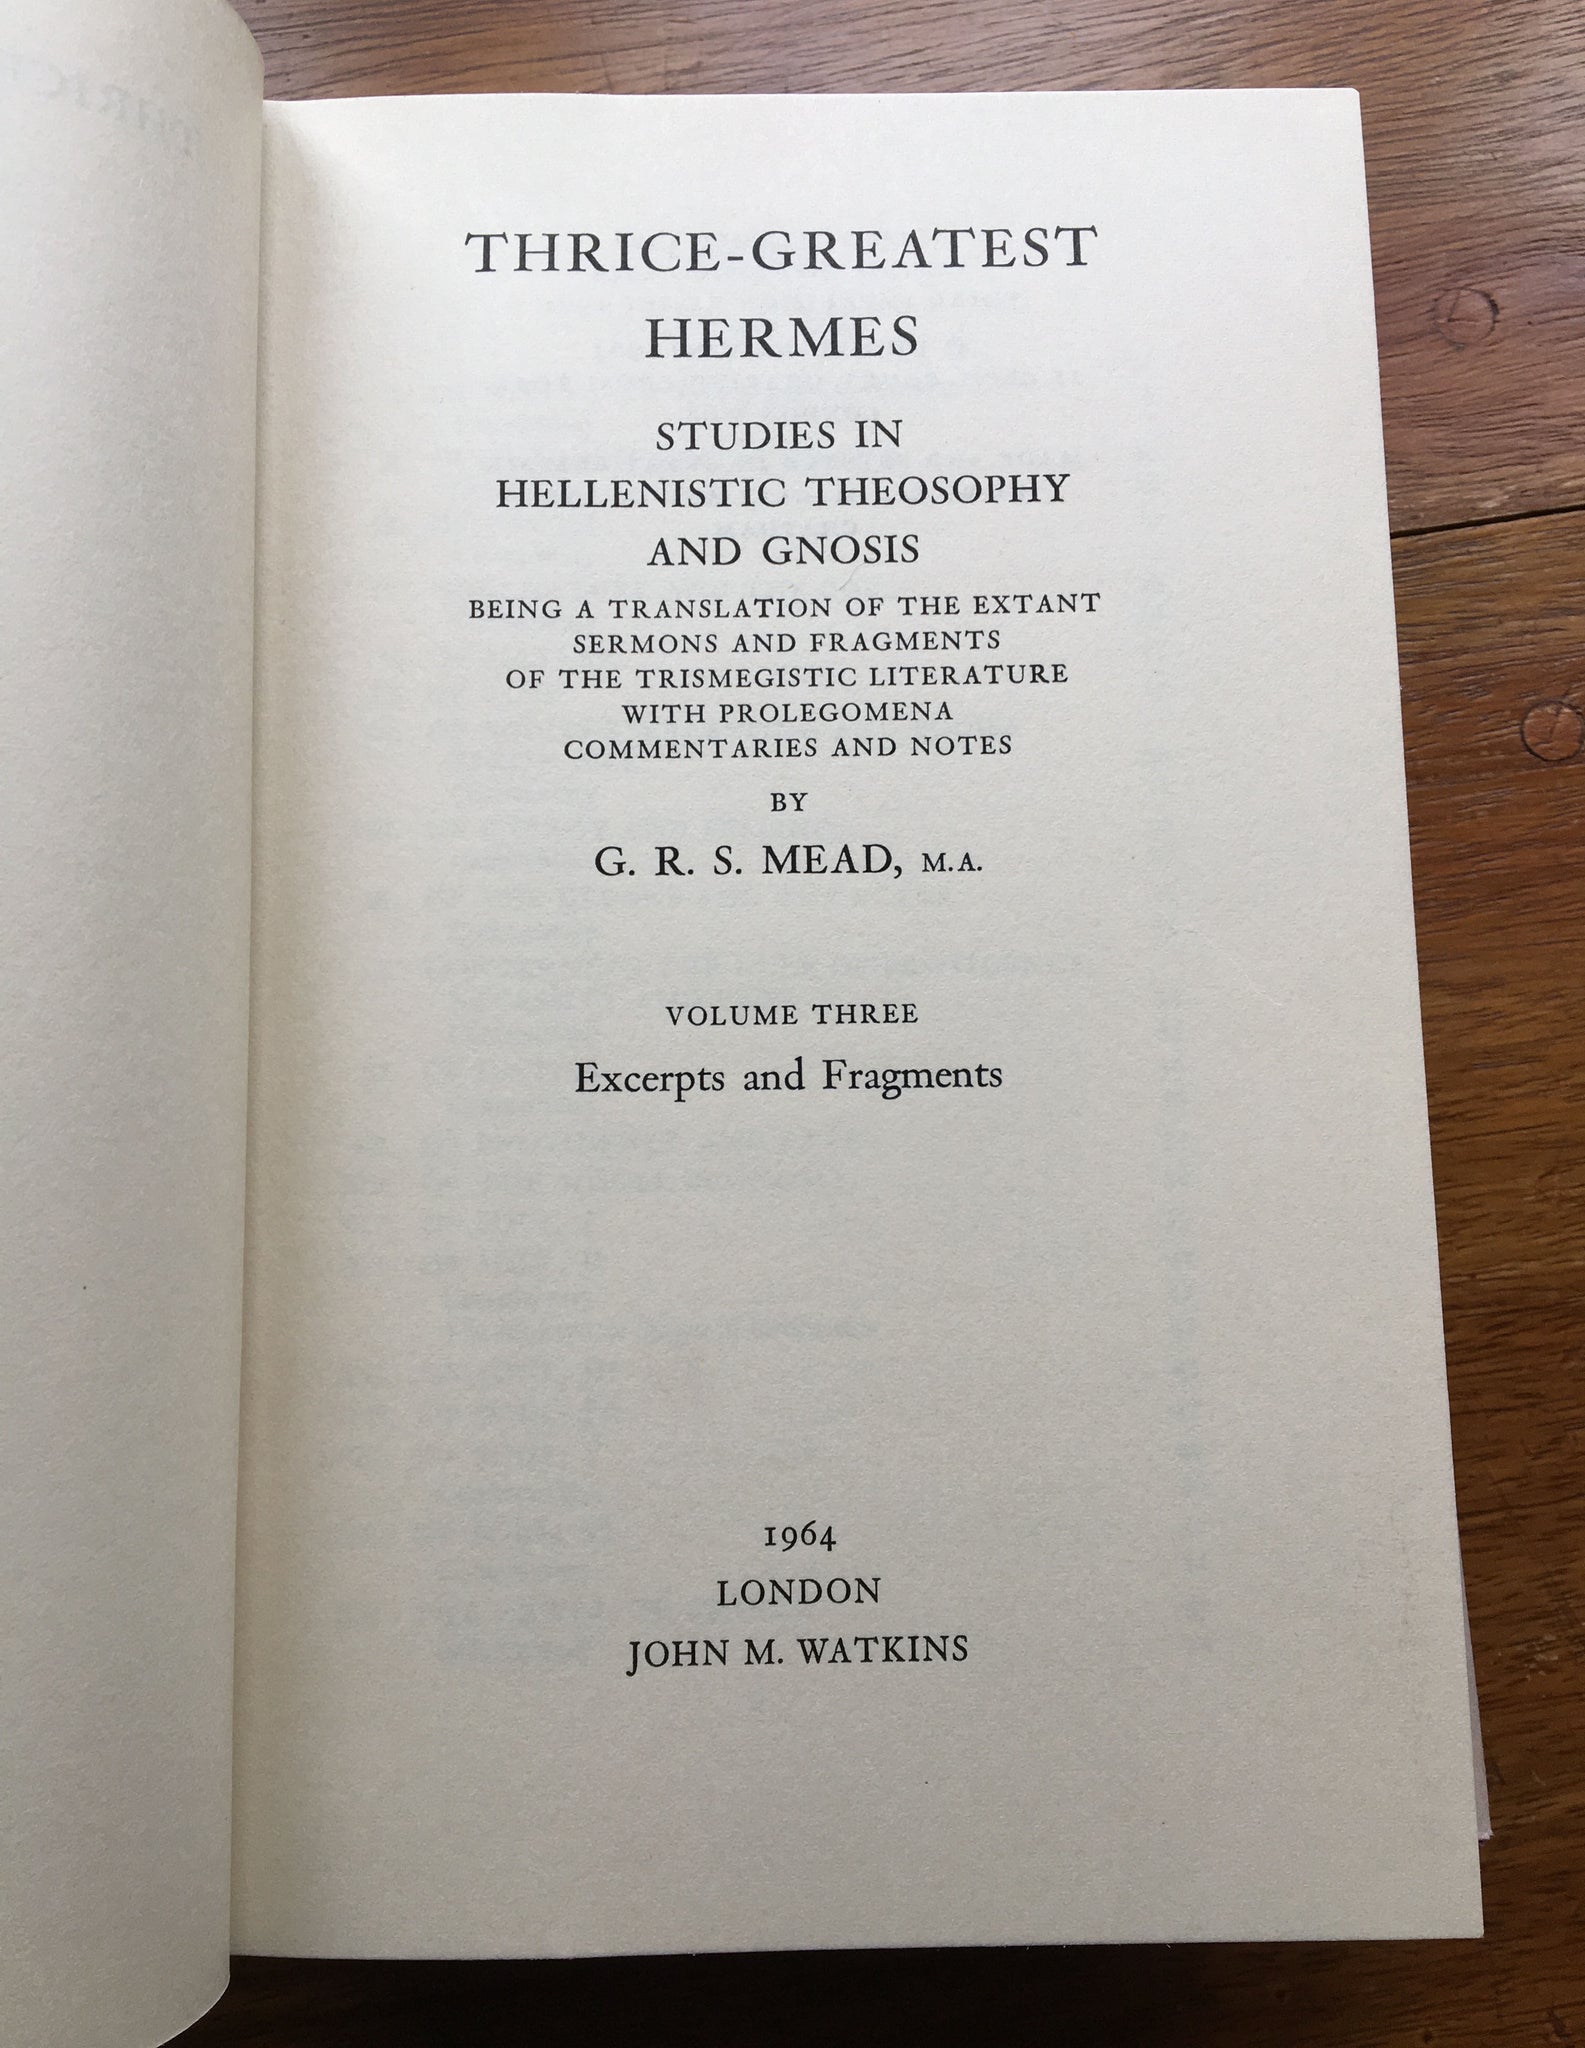 THRICE-GREATEST
HERMES
STUDIES IN
HELLENISTIC THEOSOPHY
AND GNOSIS
BEING A TRANSLATION OF THE EXTANT
SERMONS AND FRAGMENTS
OF THE TRISMEGISTIC LITERATURE
WITH PROLEGOMENA
COMMENTARIES AND NOTES
BY
G. R. S. MEAD, M.A.
VOLUME THREE
Excerpts and Fragments
1964
LONDON
JOHN M. WATKINS